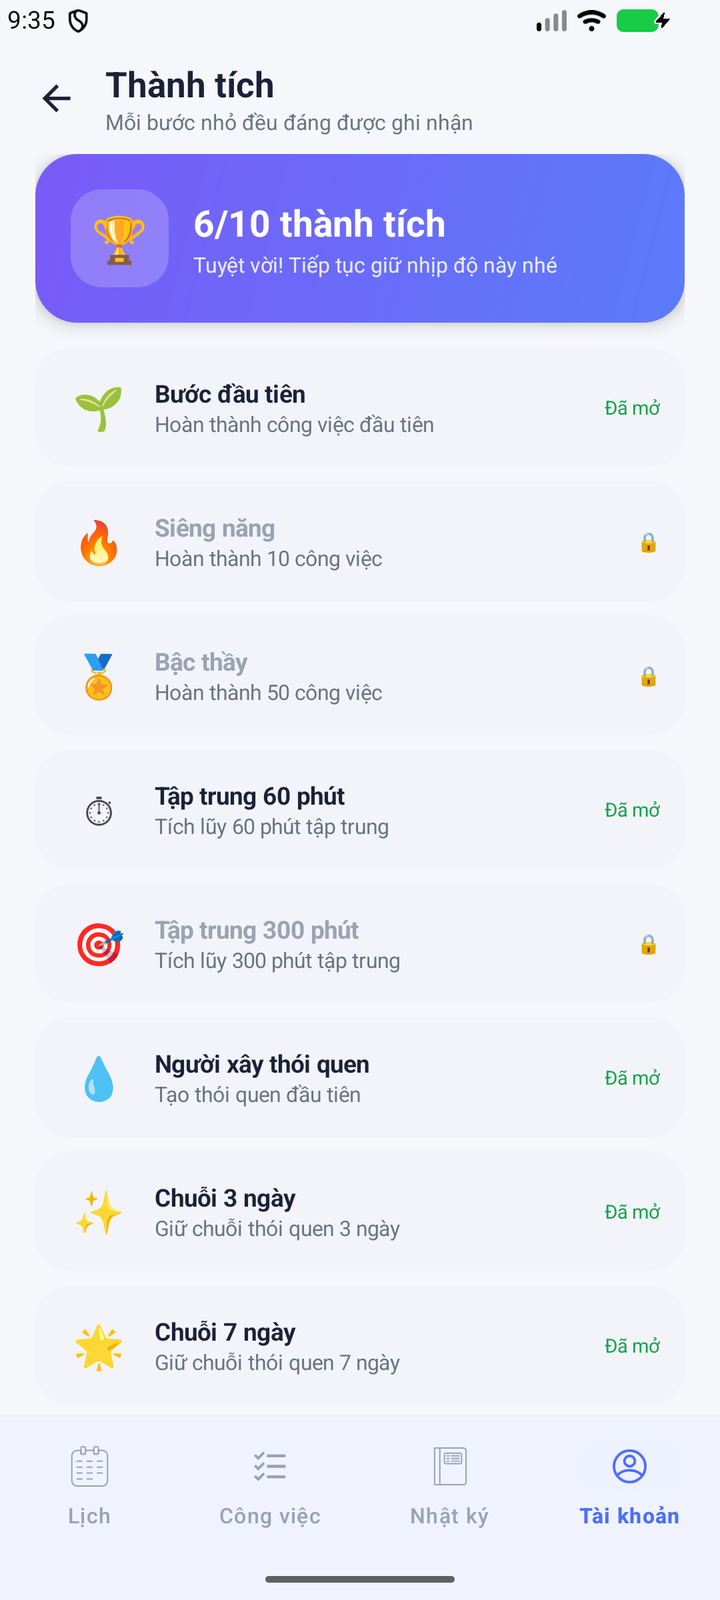 9:35
Thành tích
Mỗi bước nhỏ đều đáng được ghi nhận
6/10 thành tích
Tuyệt vời! Tiếp tục giữ nhịp độ này nhé
Bước đầu tiên
Hoàn thành công việc đầu tiên
Đã mở
Siêng năng
Hoàn thành 10 công việc
Bậc thầy
Hoàn thành 50 công việc
Tập trung 60 phút
Tích lũy 60 phút tập trung
Đã mở
Tập trung 300 phút
Tích lũy 300 phút tập trung
Người xây thói quen
Tạo thói quen đầu tiên
Đã mở
Chuỗi 3 ngày
Giữ chuỗi thói quen 3 ngày
Đã mở
Chuỗi 7 ngày
Giữ chuỗi thói quen 7 ngày
Đã mở
Lịch
Công việc
Nhật ký
Tài khoản